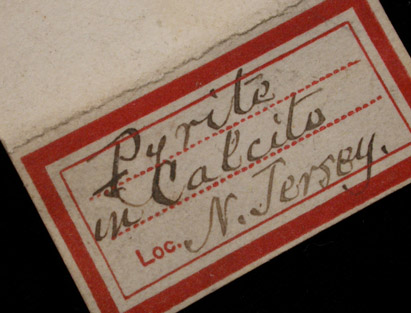 Pyrite
in Calcite
Loc. N. Jersey.